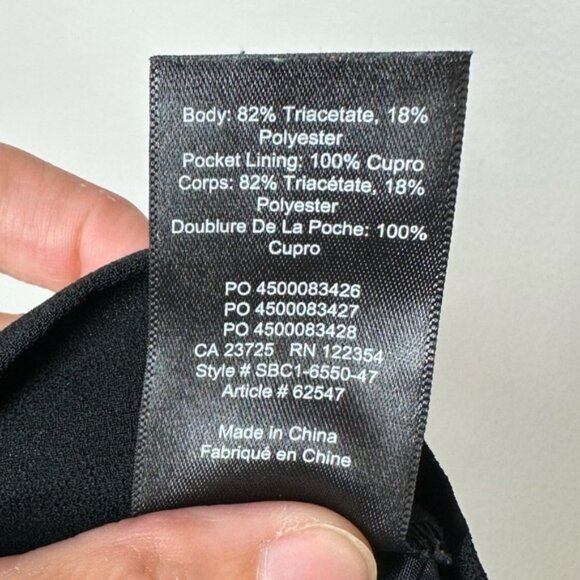 Body: 82% Triacetate, 18%
Polyester
Pocket Lining: 100% Cupro
Corps: 82% Triacétate, 18%
Polyester
Doublure De La Poche: 100%
Cupro
PO 4500083426
PO 4500083427
PO 4500083428
CA 23725 RN 122354
Style # SBC1-6550-47
Article # 62547
Made in China
Fabriqué en Chine